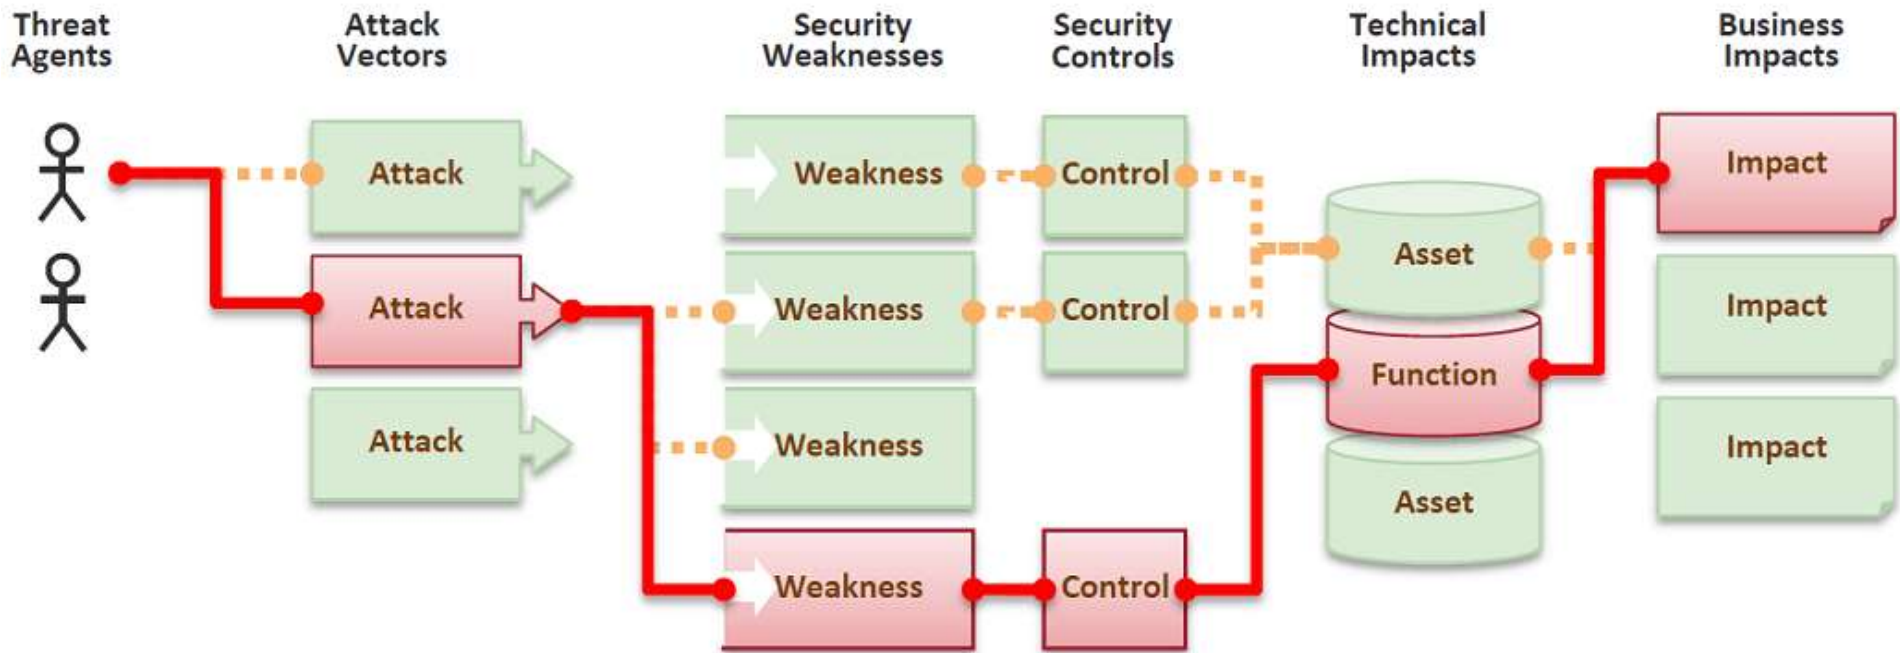 Threat
Agents
Attack
Vectors
Security
Weaknesses
Security
Controls
Technical
Impacts
Business
Impacts
Attack
Weakness
Control
Impact
Asset
Attack
Weakness
Control
Impact
Function
Attack
Weakness
Impact
Asset
Weakness
Control